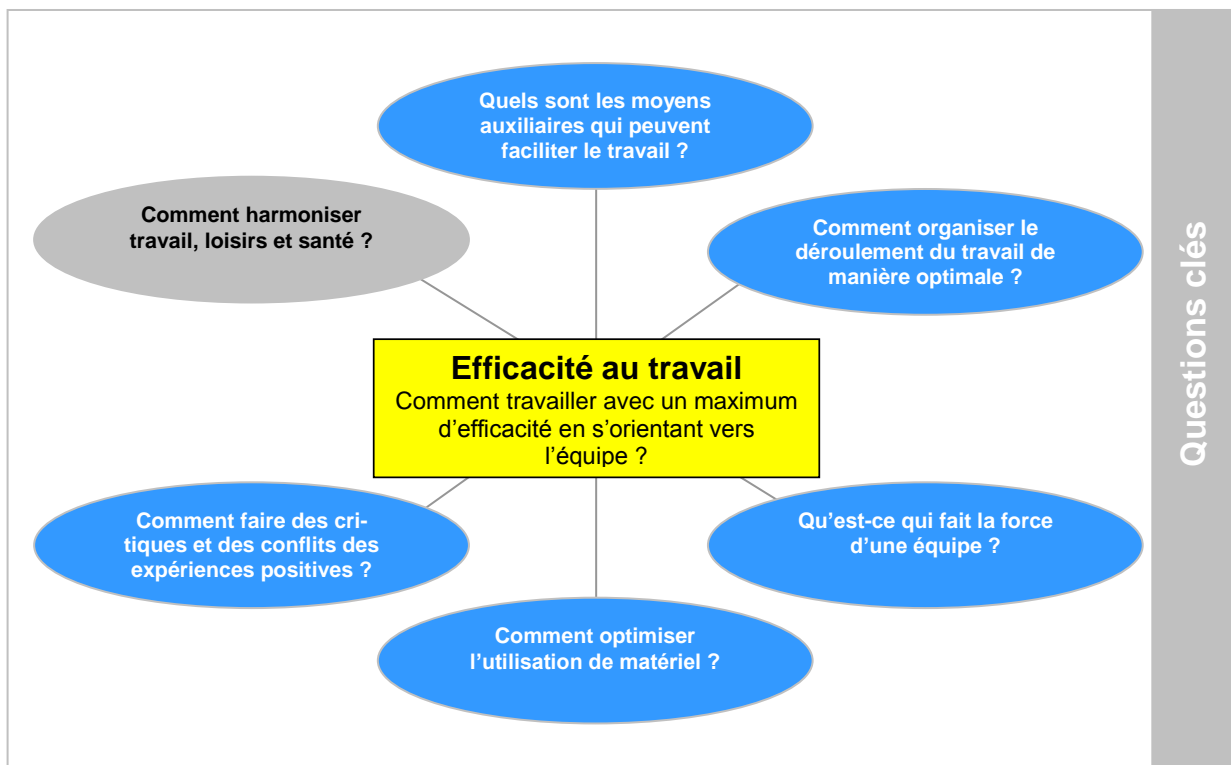 Quels sont les moyens
auxiliaires qui peuvent
faciliter le travail ?
Comment harmoniser
travail, loisirs et santé ?
Comment organiser le
déroulement du travail de
manière optimale ?
Efficacité au travail
Comment travailler avec un maximum
d’efficacité en s’orientant vers
l’équipe ?
Comment faire des cri-
tiques et des conflits des
expériences positives ?
Qu’est-ce qui fait la force
d’une équipe ?
Comment optimiser
l’utilisation de matériel ?
Questions clés